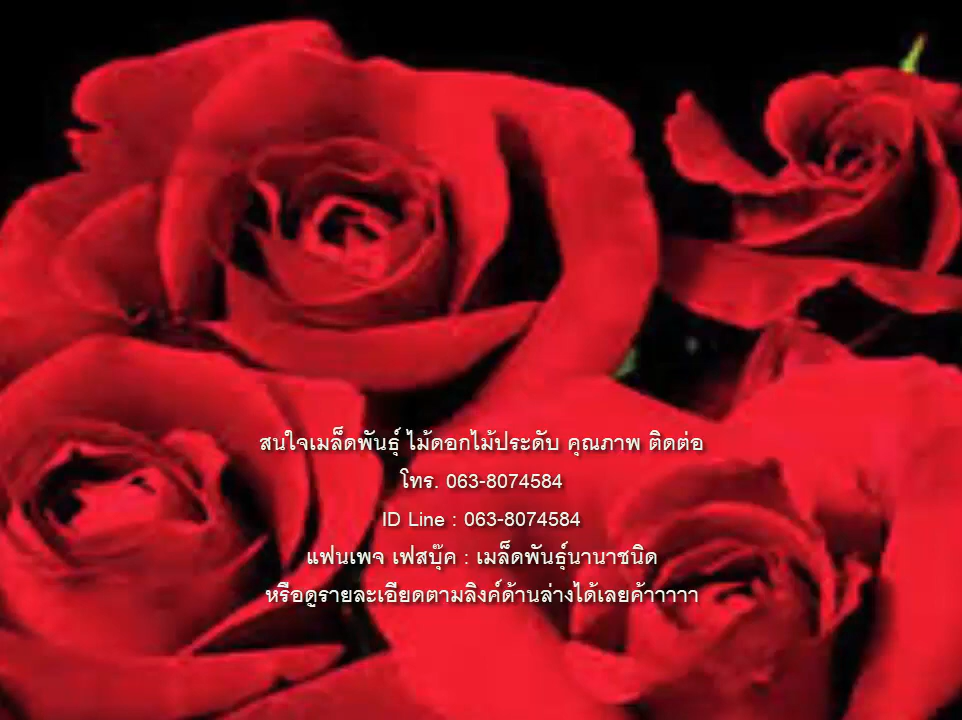 สนใจเมล็ดพันธุ์ ไม้ดอกไม้ประดับ คุณภาพ ติดต่อ
โทร. 063-8074584
ID Line : 063-8074584
แฟนเพจ เฟสบุ๊ค : เมล็ดพันธุ์นานาชนิด
หรือดูรายละเอียดตามลิงค์ด้านล่างได้เลยค้าาาาา